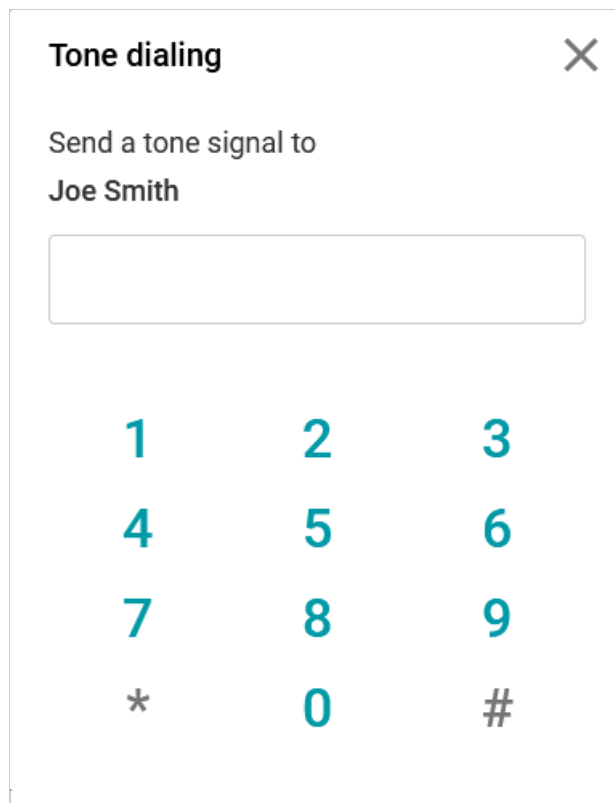 Tone dialing
Send a tone signal to
Joe Smith
1 2 3
4 5 6
7 8 9
* 0 #